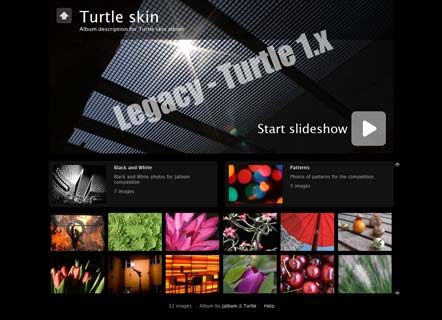 Turtle skin
Album description for Turtle skin album
Legacy - Turtle 1.x
Start slideshow
Black and White
Black and White photos for Jalbum
competition
7 images
Patterns
Photos of patterns for the competition
5 images
32 images Album by Jalbum & Turtle Help